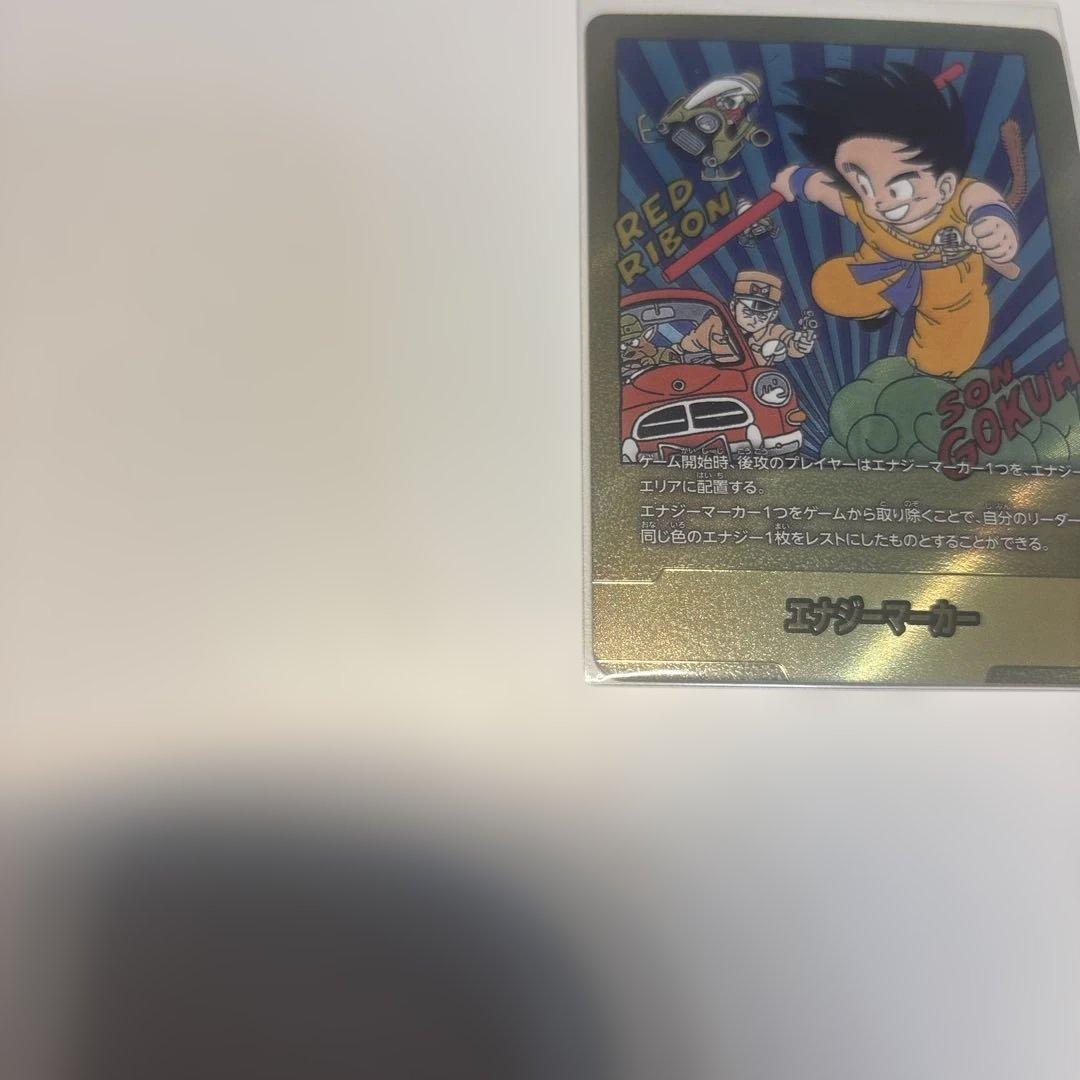 RED
RIBON
SON
GOKUH
ゲーム開始時、後攻のプレイヤーはエナジーマーカー1つを、エナジー
エリアに配置する。
エナジーマーカー1つをゲームから取り除くことで、自分のリーダー
同じ色のエナジー1枚をレストにしたものとすることができる。
エナジーマーカー